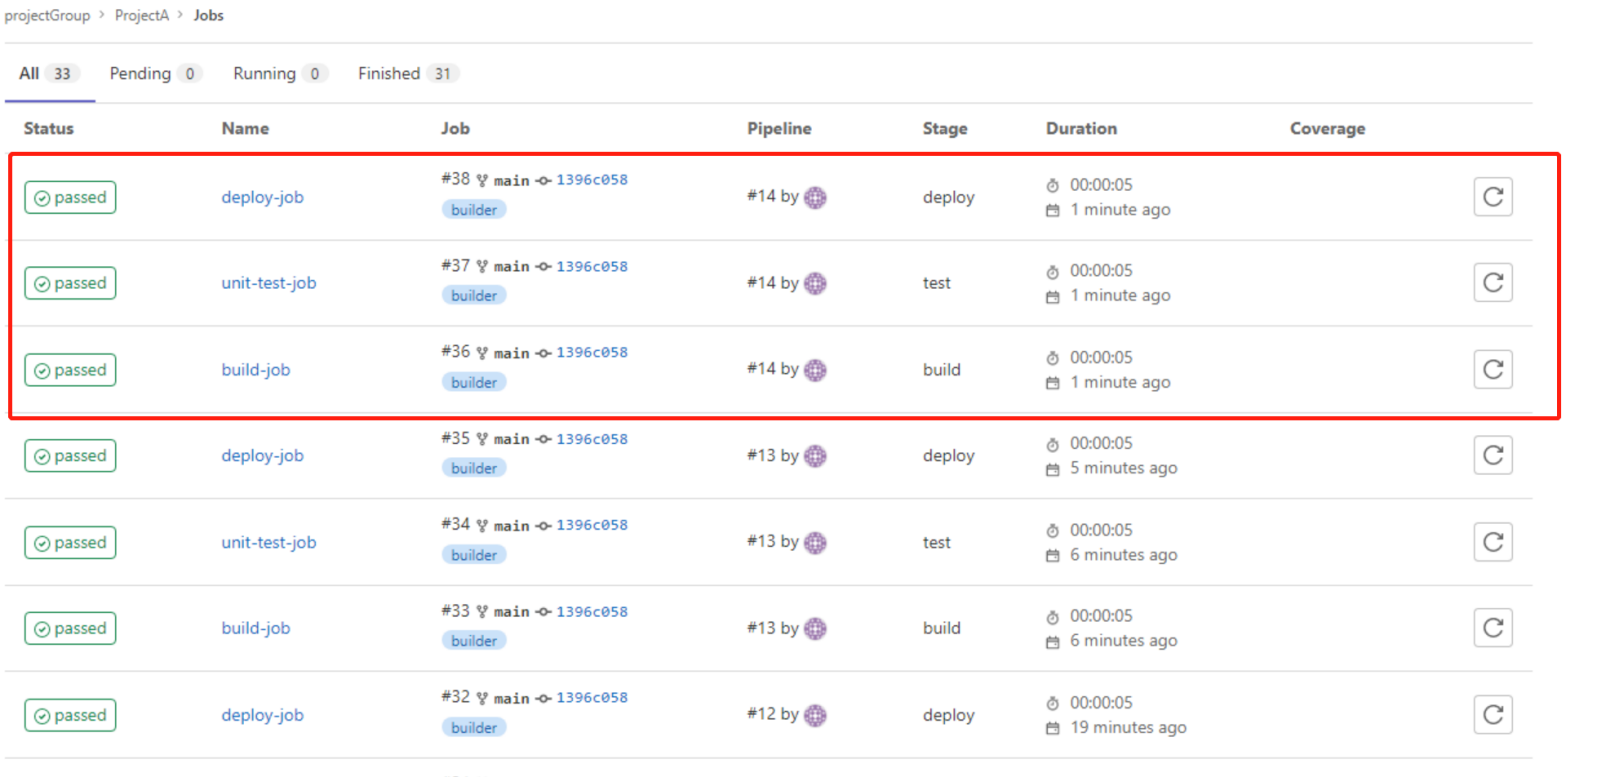 projectGroup > ProjectA > Jobs
All 33 Pending 0 Running 0 Finished 31
Status Name Job Pipeline Stage Duration Coverage
passed deploy-job #38 main 1396c058 #14 by deploy 00:00:05
builder 1 minute ago
passed unit-test-job #37 main 1396c058 #14 by test 00:00:05
builder 1 minute ago
passed build-job #36 main 1396c058 #14 by build 00:00:05
builder 1 minute ago
passed deploy-job #35 main 1396c058 #13 by deploy 00:00:05
builder 5 minutes ago
passed unit-test-job #34 main 1396c058 #13 by test 00:00:05
builder 6 minutes ago
passed build-job #33 main 1396c058 #13 by build 00:00:05
builder 6 minutes ago
passed deploy-job #32 main 1396c058 #12 by deploy 00:00:05
builder 19 minutes ago